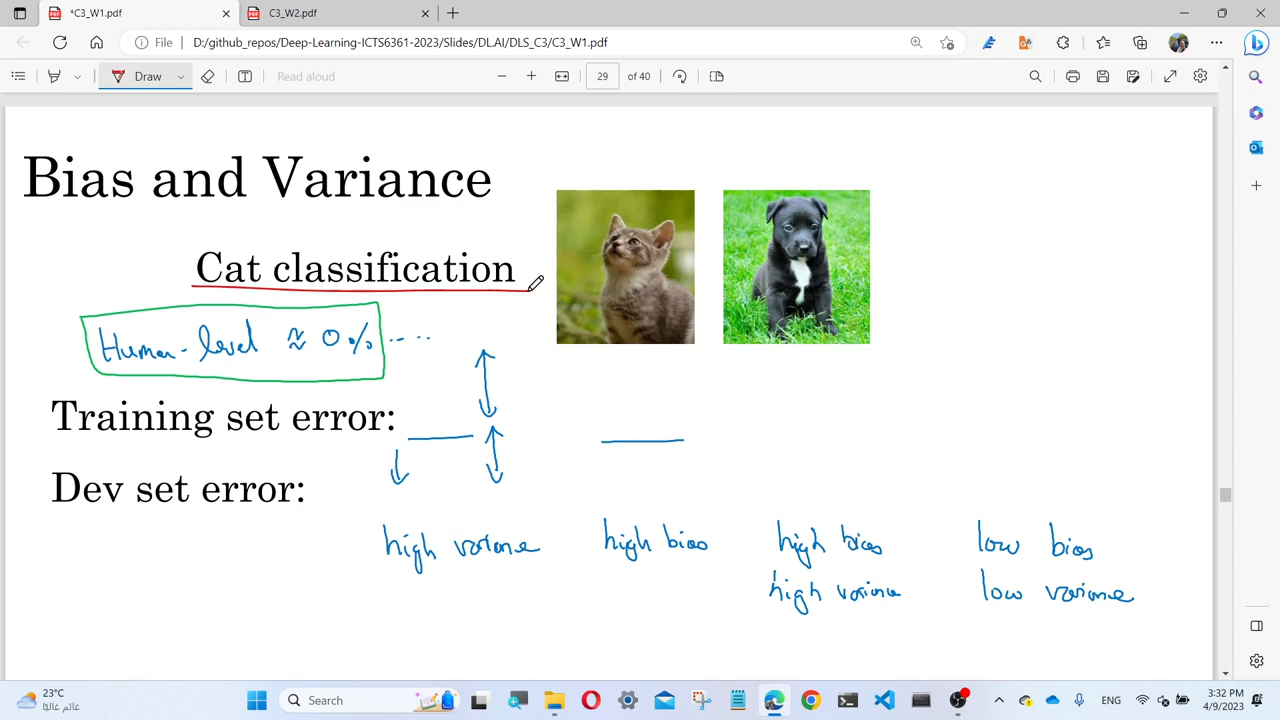 *C3_W1.pdf
C3_W2.pdf
File
D:/github_repos/Deep-Learning-ICTS6361-2023/Slides/DL.AI/DLS_C3/C3_W1.pdf
Draw
Read aloud
29 of 40
Bias and Variance
Cat classification
Human-level ≈ 0% ....
Training set error:
Dev set error:
high variance high bias high bias low bias
high variance low variance
23°C
غائم غالبًا
Search
ENG
3:32 PM
4/9/2023